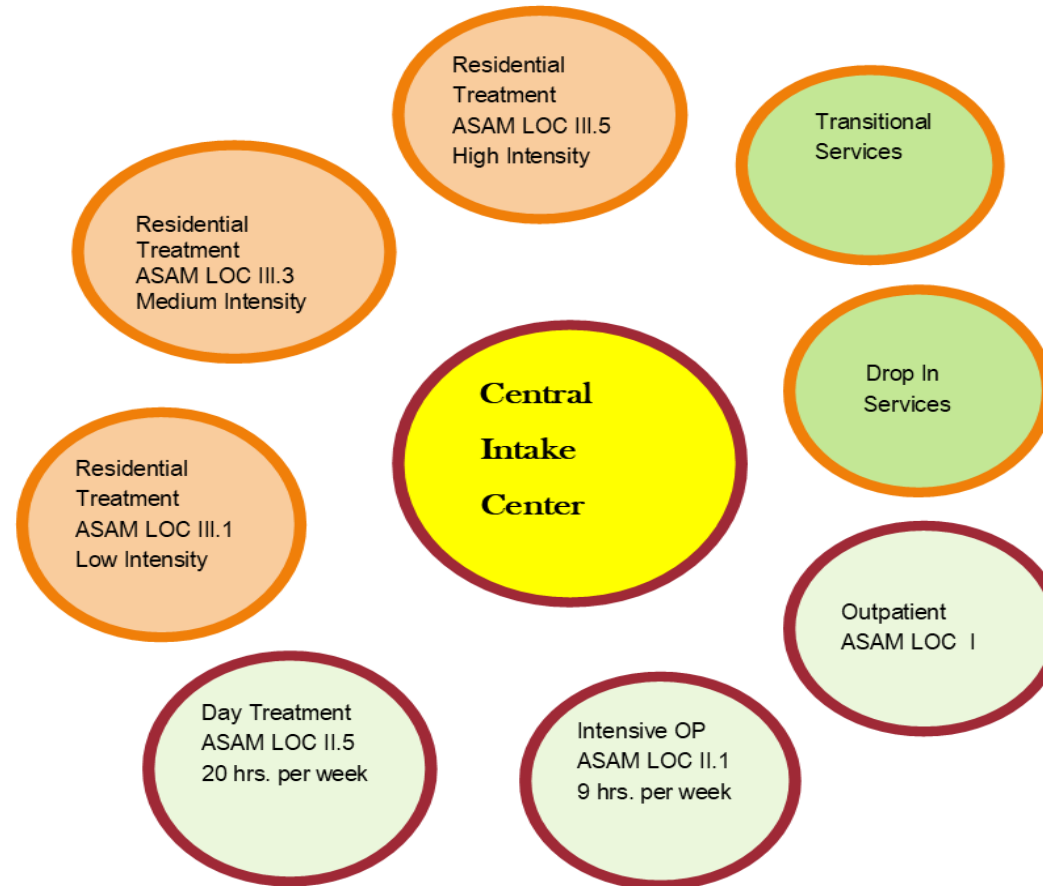 Residential
Treatment
ASAM LOC III.5
High Intensity
Transitional
Services
Residential
Treatment
ASAM LOC III.3
Medium Intensity
Drop In
Services
Central
Intake
Center
Residential
Treatment
ASAM LOC III.1
Low Intensity
Outpatient
ASAM LOC I
Day Treatment
ASAM LOC II.5
20 hrs. per week
Intensive OP
ASAM LOC II.1
9 hrs. per week